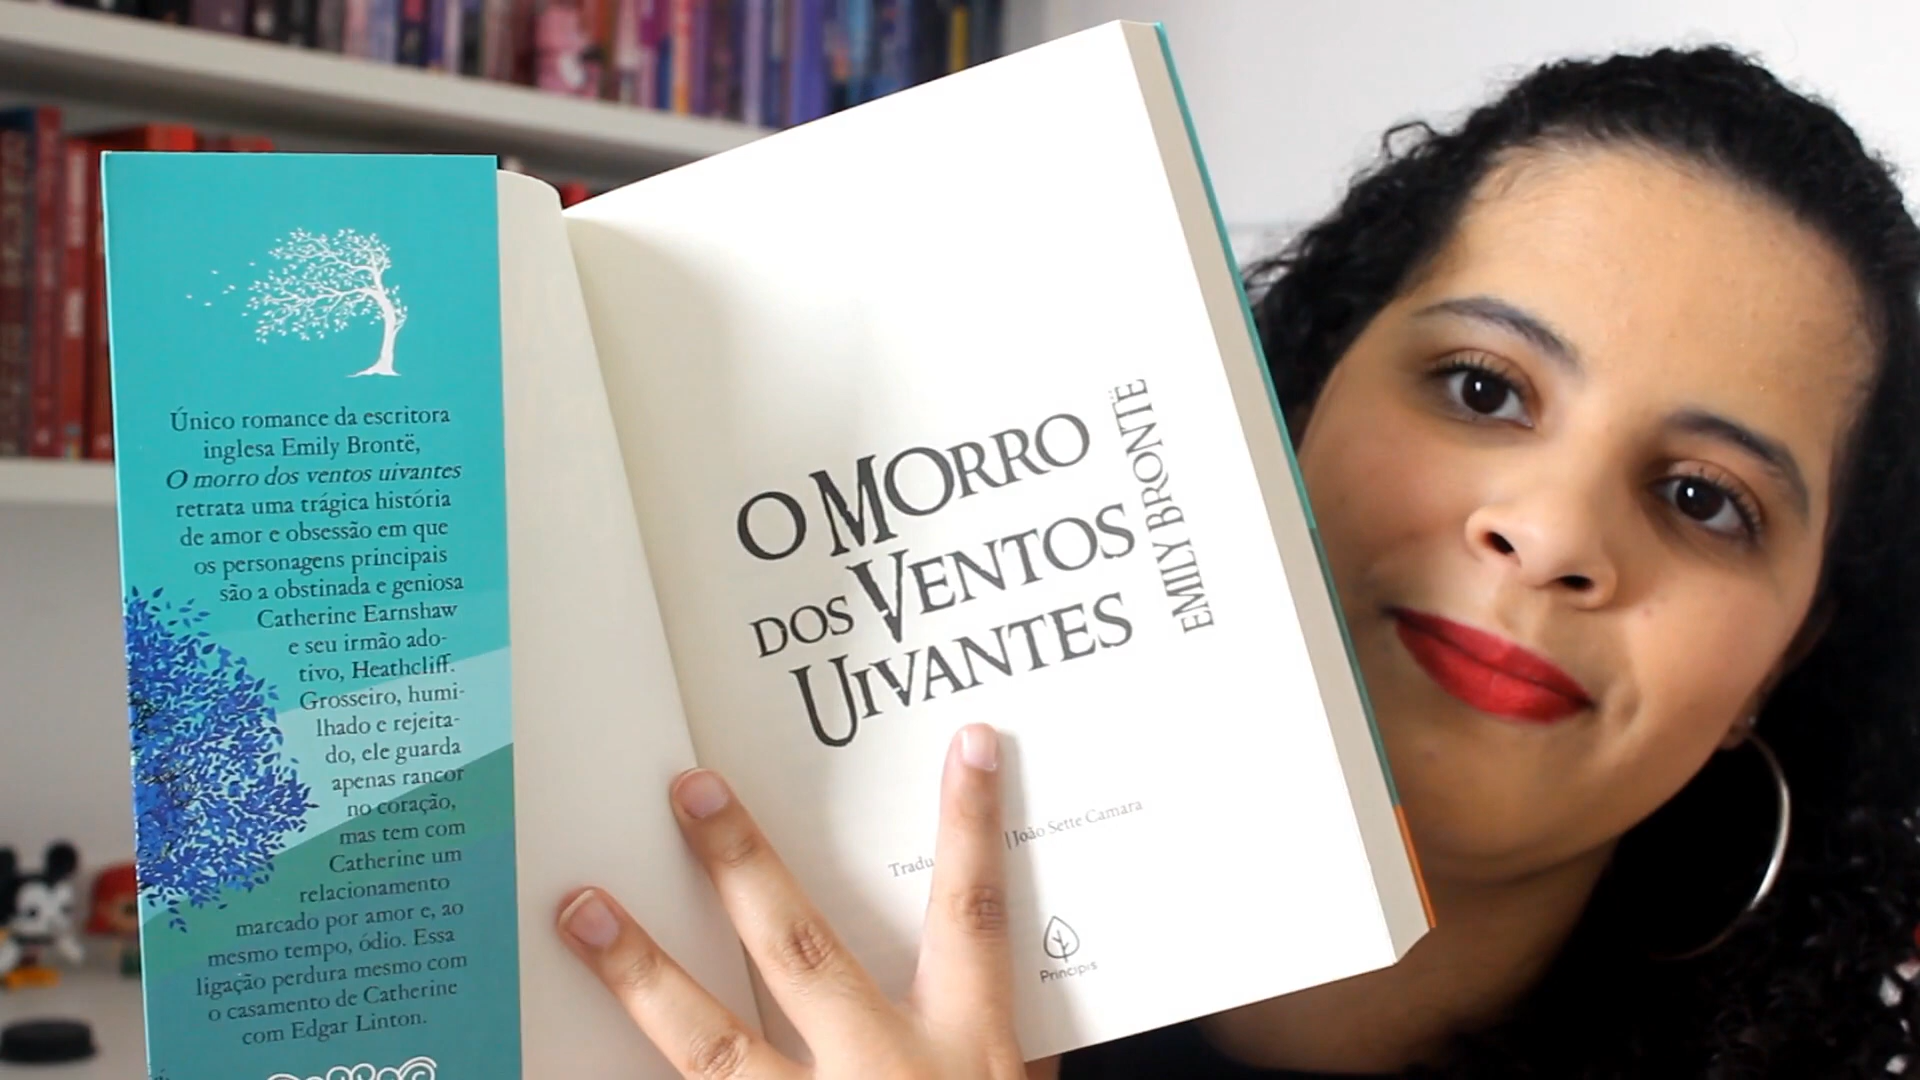 Único romance da escritora
inglesa Emily Brontë,
O morro dos ventos uivantes
retrata uma trágica história
de amor e obsessão em que
os personagens principais
são a obstinada e geniosa
Catherine Earnshaw
e seu irmão ado-
tivo, Heathcliff.
Grosseiro, humi-
lhado e rejeita-
do, ele guarda
apenas rancor
no coração,
mas tem com
Catherine um
relacionamento
marcado por amor e, ao
mesmo tempo, ódio. Essa
ligação perdura mesmo com
o casamento de Catherine
com Edgar Linton.
O MORRO
DOS VENTOS
UIVANTES
EMILY BRONTË
Tradu | João Sette Camara
Principis